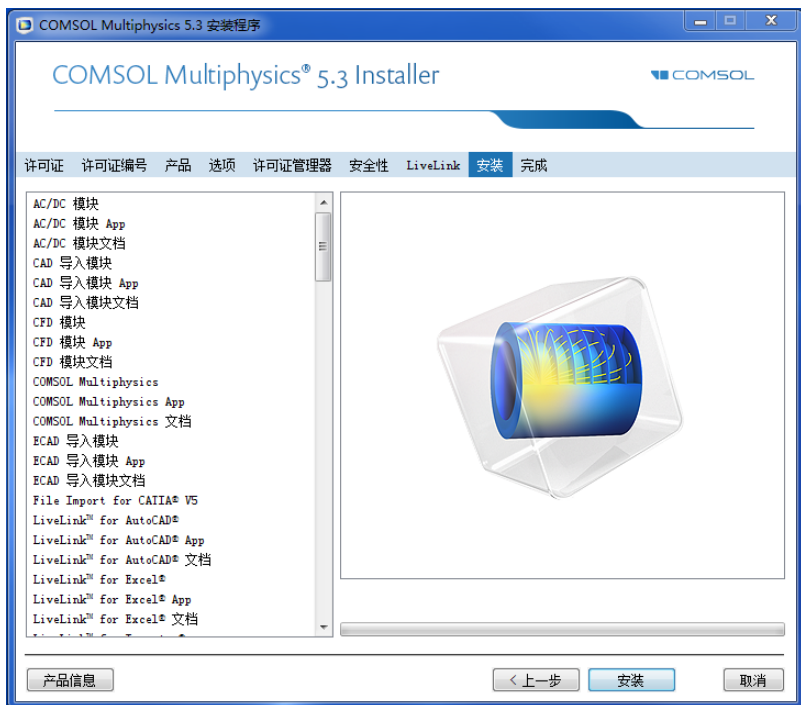 COMSOL Multiphysics 5.3 安装程序
COMSOL Multiphysics® 5.3 Installer
COMSOL
许可证 许可证编号 产品 选项 许可证管理器 安全性 LiveLink 安装 完成
AC/DC 模块
AC/DC 模块 App
AC/DC 模块文档
CAD 导入模块
CAD 导入模块 App
CAD 导入模块文档
CFD 模块
CFD 模块 App
CFD 模块文档
COMSOL Multiphysics
COMSOL Multiphysics App
COMSOL Multiphysics 文档
ECAD 导入模块
ECAD 导入模块 App
ECAD 导入模块文档
File Import for CATIA® V5
LiveLink™ for AutoCAD®
LiveLink™ for AutoCAD® App
LiveLink™ for AutoCAD® 文档
LiveLink™ for Excel®
LiveLink™ for Excel® App
LiveLink™ for Excel® 文档
产品信息 <上一步 安装 取消